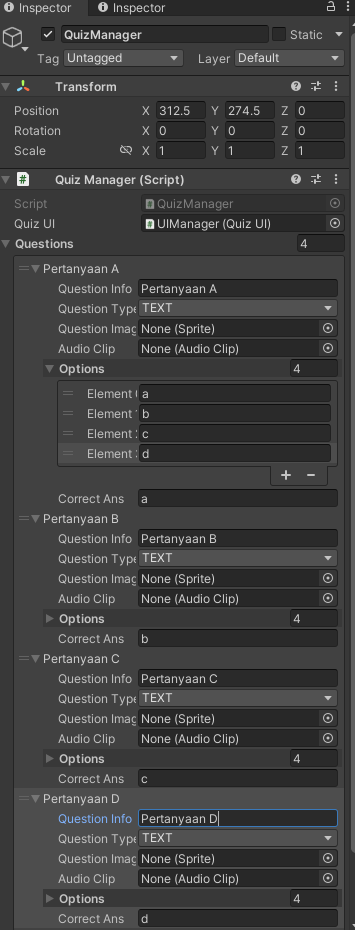 Inspector Inspector
QuizManager Static
Tag Untagged Layer Default
Transform
Position X 312.5 Y 274.5 Z 0
Rotation X 0 Y 0 Z 0
Scale X 1 Y 1 Z 1
# Quiz Manager (Script)
Script # QuizManager
Quiz UI # UIManager (Quiz UI)
Questions 4
Pertanyaan A
Question Info Pertanyaan A
Question Type TEXT
Question Imag None (Sprite)
Audio Clip None (Audio Clip)
Options 4
Element a
Element b
Element c
Element d
+ −
Correct Ans a
Pertanyaan B
Question Info Pertanyaan B
Question Type TEXT
Question Imag None (Sprite)
Audio Clip None (Audio Clip)
Options 4
Correct Ans b
Pertanyaan C
Question Info Pertanyaan C
Question Type TEXT
Question Imag None (Sprite)
Audio Clip None (Audio Clip)
Options 4
Correct Ans c
Pertanyaan D
Question Info Pertanyaan D
Question Type TEXT
Question Imag None (Sprite)
Audio Clip None (Audio Clip)
Options 4
Correct Ans d